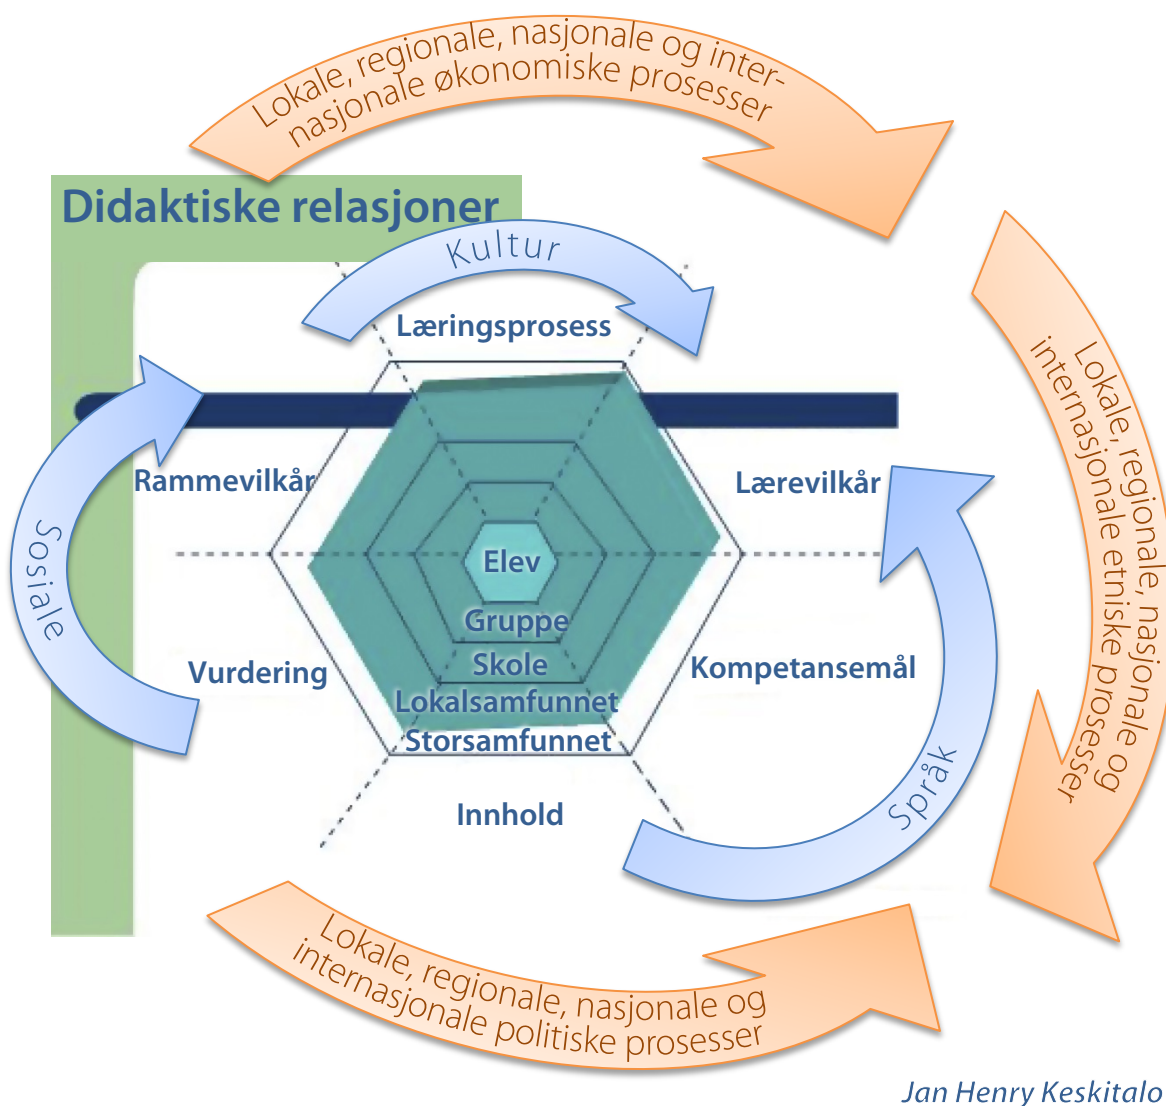 Lokale, regionale, nasjonale og inter-
nasjonale økonomiske prosesser
Didaktiske relasjoner
Kultur
Læringsprosess
Lokale, regionale, nasjonale og
internasjonale etniske prosesser
Rammevilkår
Lærevilkår
Sosiale
Elev
Gruppe
Skole
Vurdering
Kompetansemål
Lokalsamfunnet
Storsamfunnet
Språk
Innhold
Lokale, regionale, nasjonale og
internasjonale politiske prosesser
Jan Henry Keskitalo